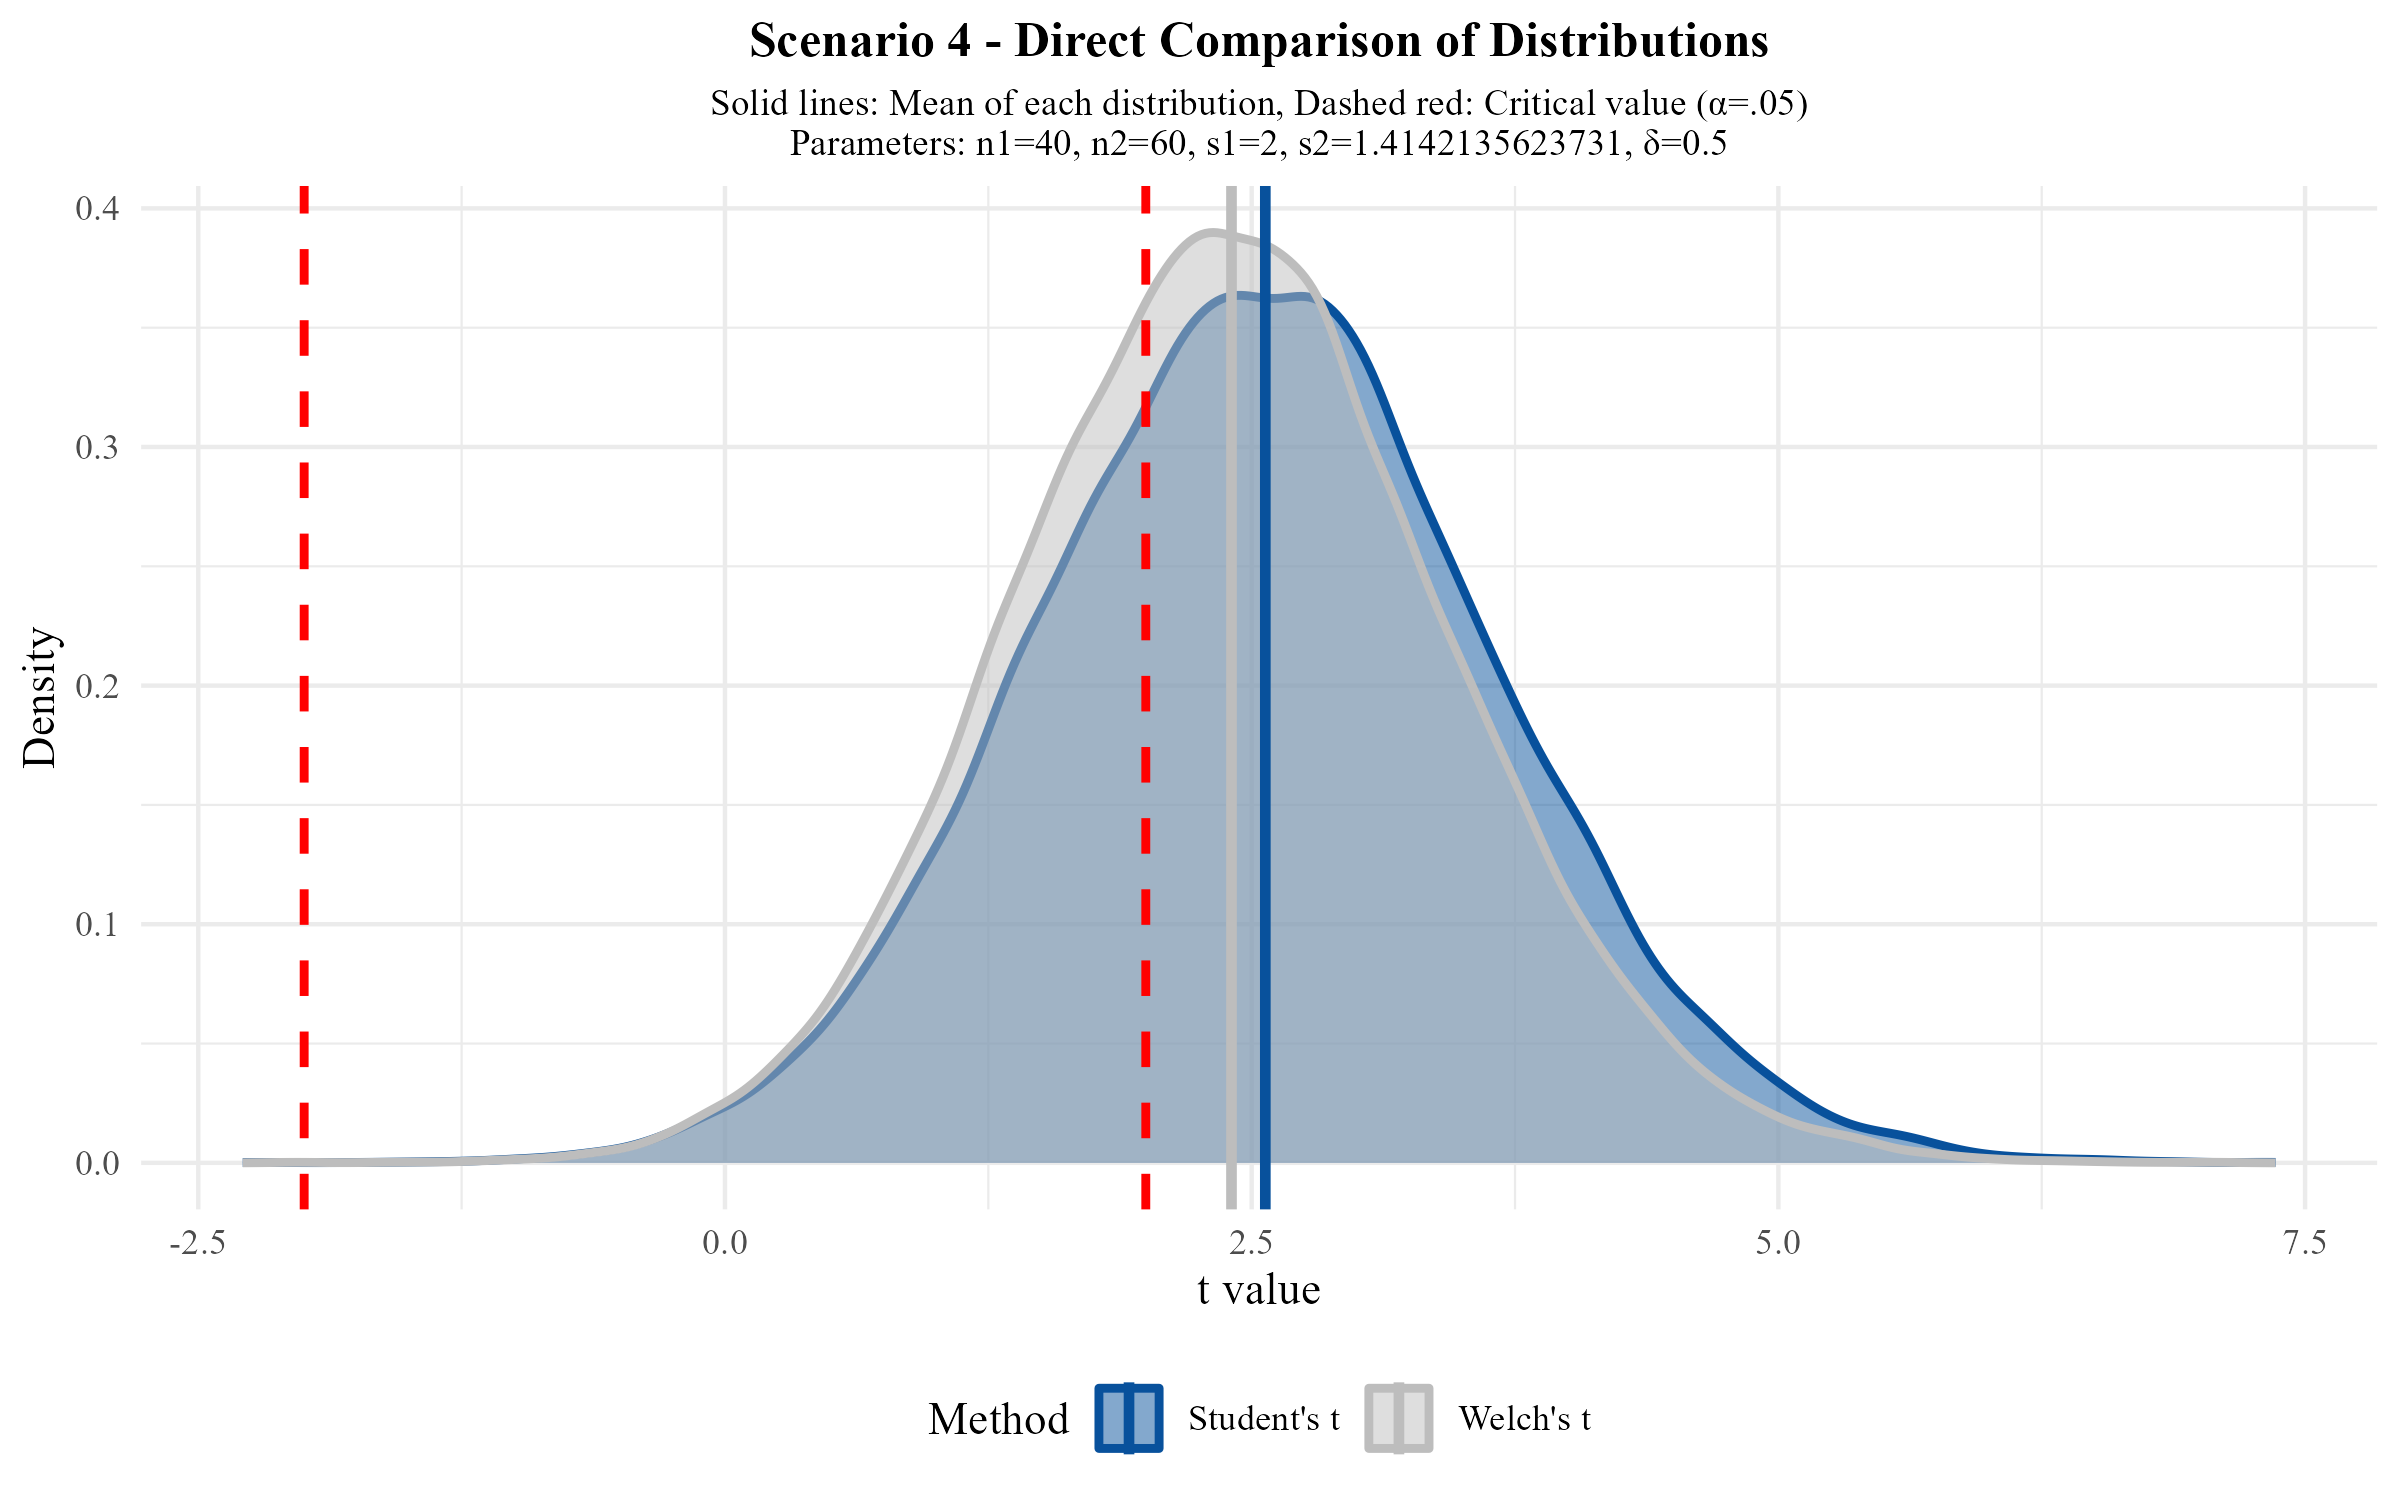 Scenario 4 - Direct Comparison of Distributions
Solid lines: Mean of each distribution, Dashed red: Critical value (α=.05)
Parameters: n1=40, n2=60, s1=2, s2=1.4142135623731, δ=0.5
0.4
0.3
0.2
0.1
0.0
Density
-2.5 0.0 2.5 5.0 7.5
t value
Method Student's t Welch's t